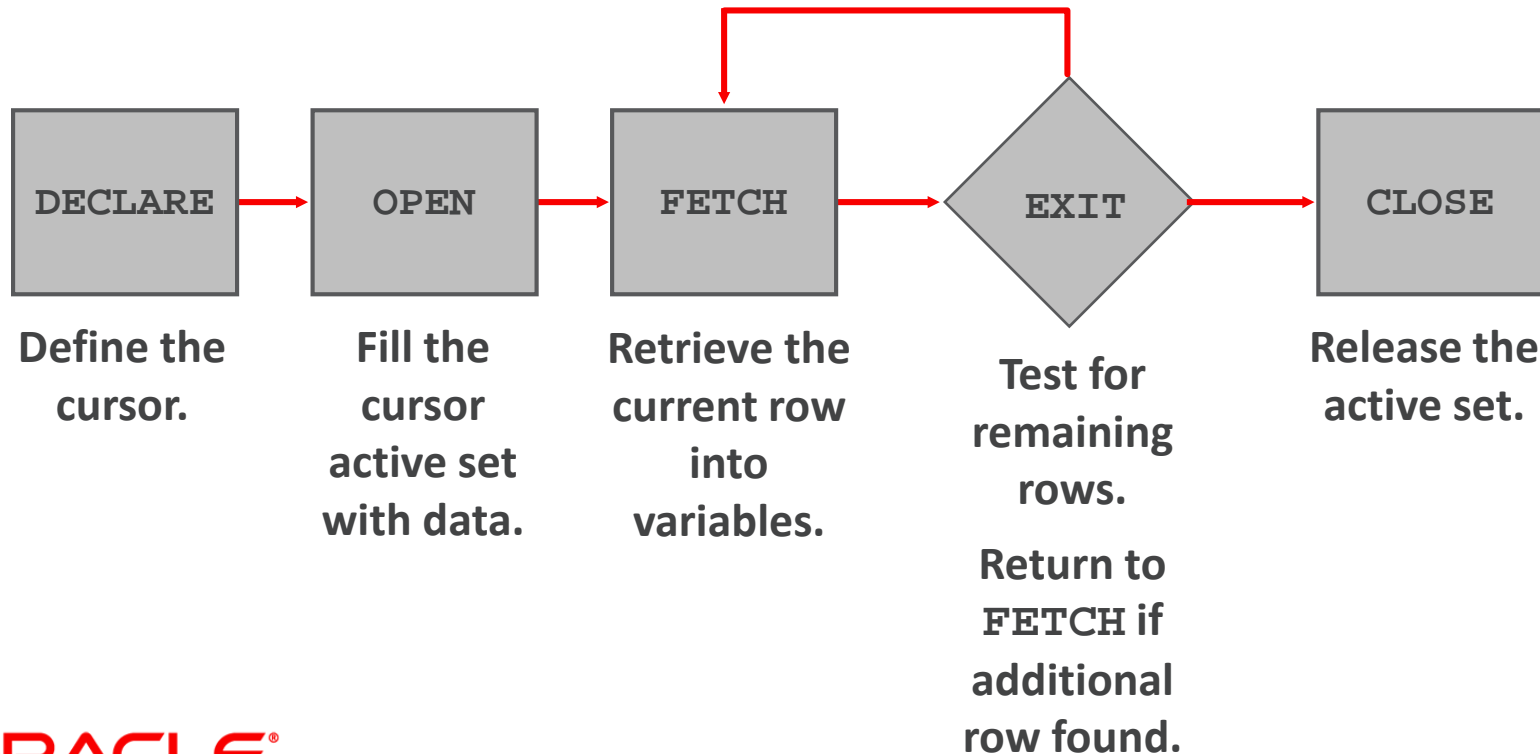 DECLARE
OPEN
FETCH
EXIT
CLOSE
Define the
cursor.
Fill the
cursor
active set
with data.
Retrieve the
current row
into
variables.
Test for
remaining
rows.
Return to
FETCH if
additional
row found.
Release the
active set.